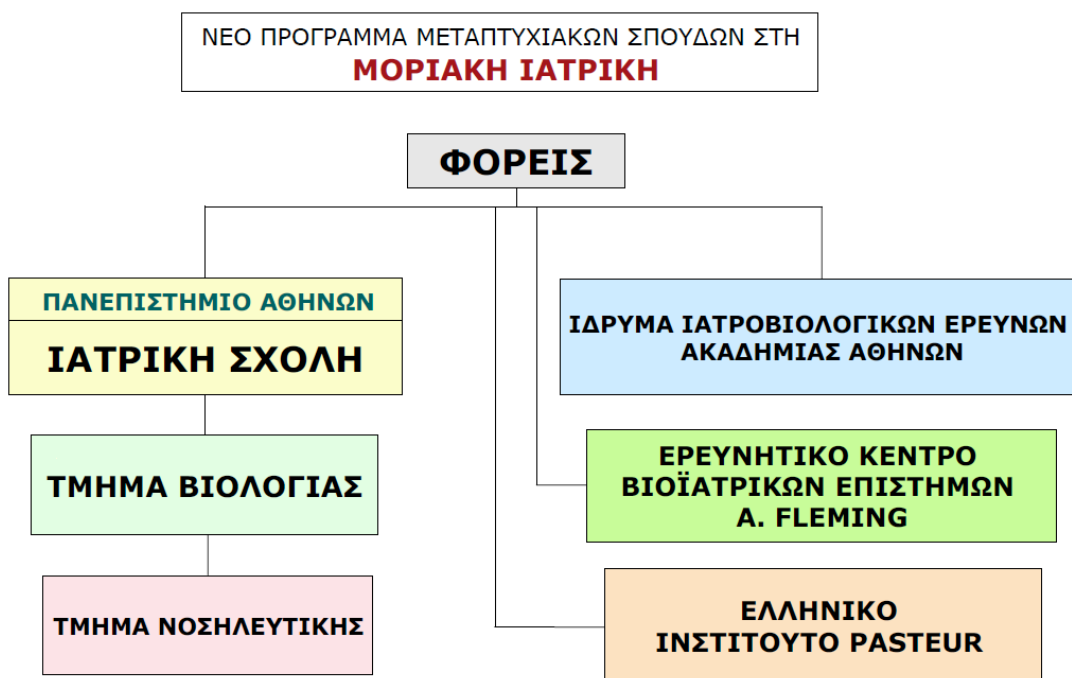 ΝΕΟ ΠΡΟΓΡΑΜΜΑ ΜΕΤΑΠΤΥΧΙΑΚΩΝ ΣΠΟΥΔΩΝ ΣΤΗ
ΜΟΡΙΑΚΗ ΙΑΤΡΙΚΗ
ΦΟΡΕΙΣ
ΠΑΝΕΠΙΣΤΗΜΙΟ ΑΘΗΝΩΝ
ΙΑΤΡΙΚΗ ΣΧΟΛΗ
ΤΜΗΜΑ ΒΙΟΛΟΓΙΑΣ
ΤΜΗΜΑ ΝΟΣΗΛΕΥΤΙΚΗΣ
ΙΔΡΥΜΑ ΙΑΤΡΟΒΙΟΛΟΓΙΚΩΝ ΕΡΕΥΝΩΝ
ΑΚΑΔΗΜΙΑΣ ΑΘΗΝΩΝ
ΕΡΕΥΝΗΤΙΚΟ ΚΕΝΤΡΟ
ΒΙΟΪΑΤΡΙΚΩΝ ΕΠΙΣΤΗΜΩΝ
A. FLEMING
ΕΛΛΗΝΙΚΟ
ΙΝΣΤΙΤΟΥΤΟ PASTEUR